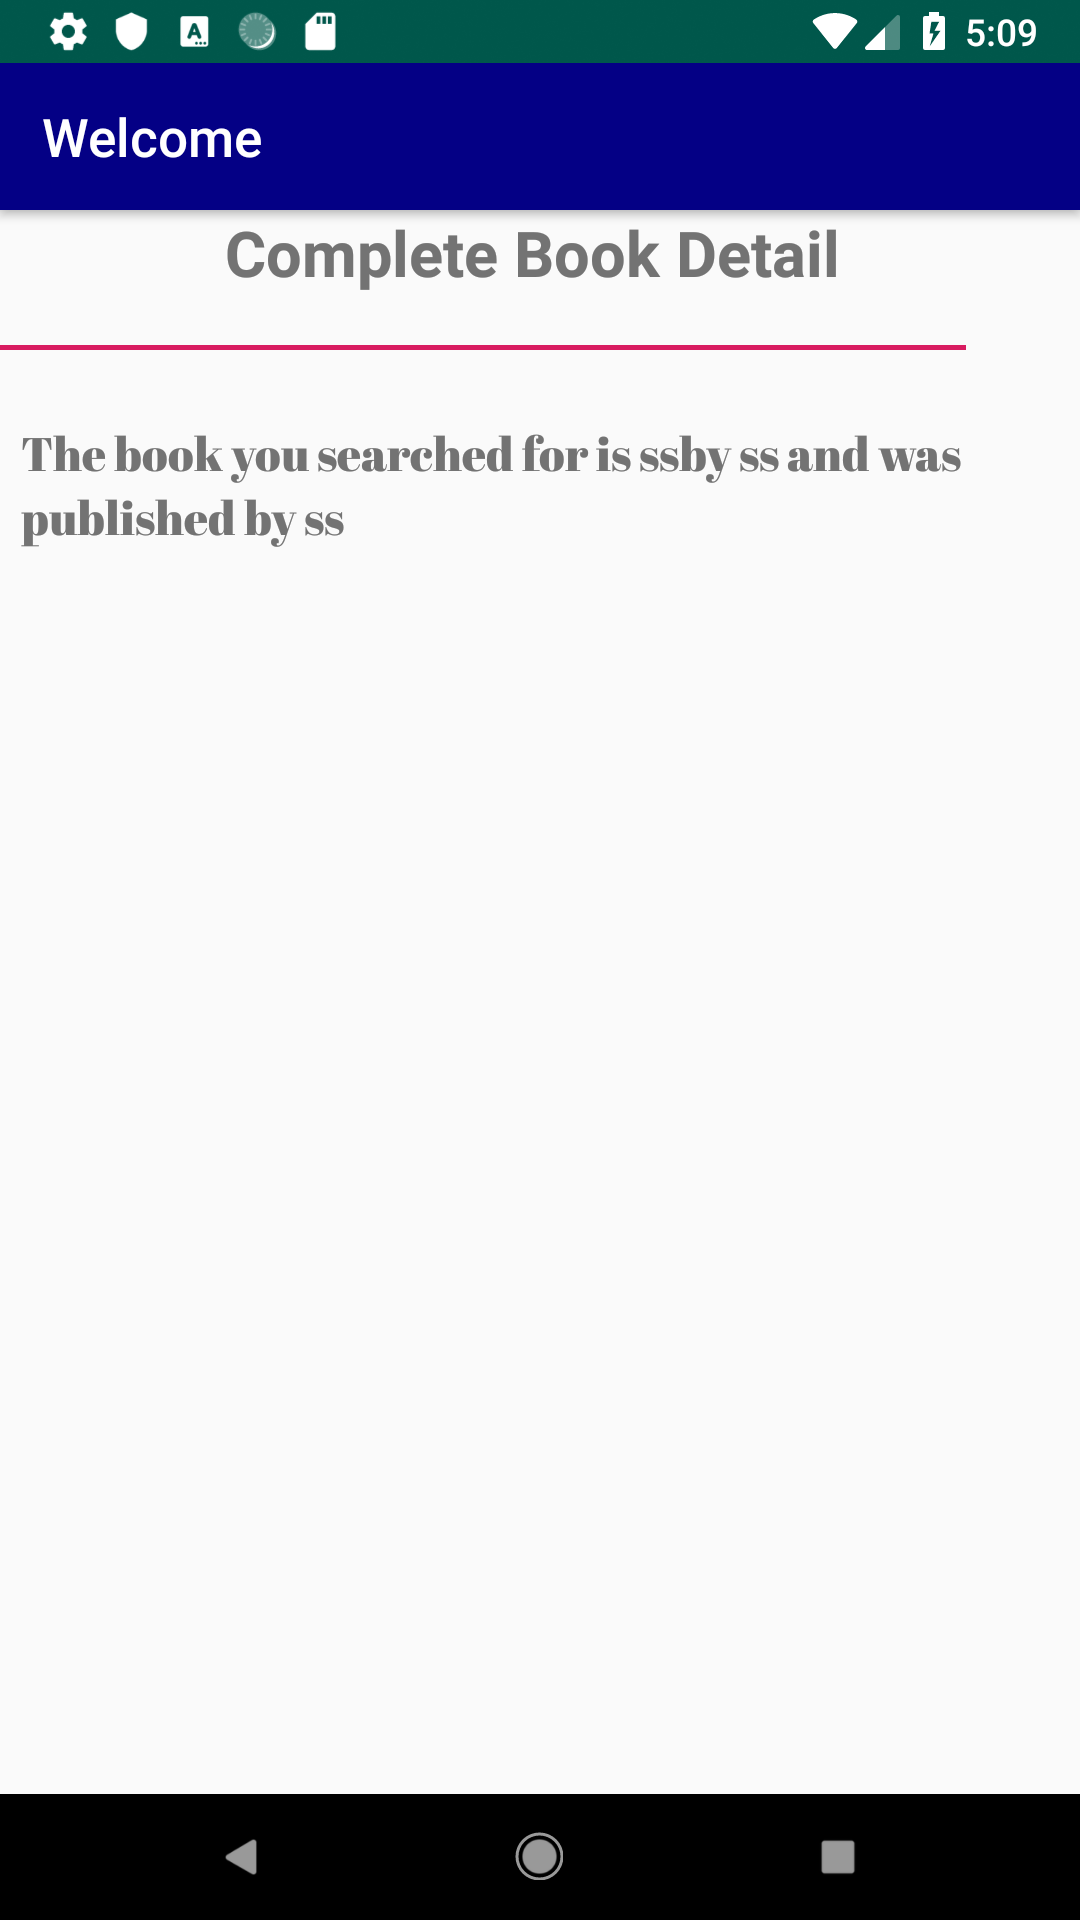 5:09
Welcome
Complete Book Detail
The book you searched for is ssby ss and was
published by ss